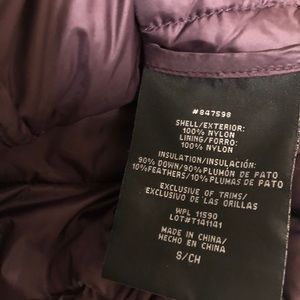 #847598
SHELL/EXTERIOR:
100% NYLON
LINING/FORRO:
100% NYLON
INSULATION/INSULACIÓN:
90% DOWN/90% PLUMÓN DE PATO
10%FEATHERS/10% PLUMAS DE PATO
EXCLUSIVE OF TRIMS/
EXCLUSIVO DE LAS ORILLAS
WPL 11590
LOT#T141141
MADE IN CHINA/
HECHO EN CHINA
S/CH